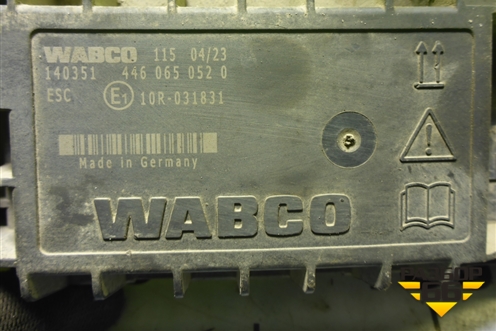 WABCO 115 04/23
140351 446 065 052 0
ESC E1 10R-031831
Made in Germany
WABCO